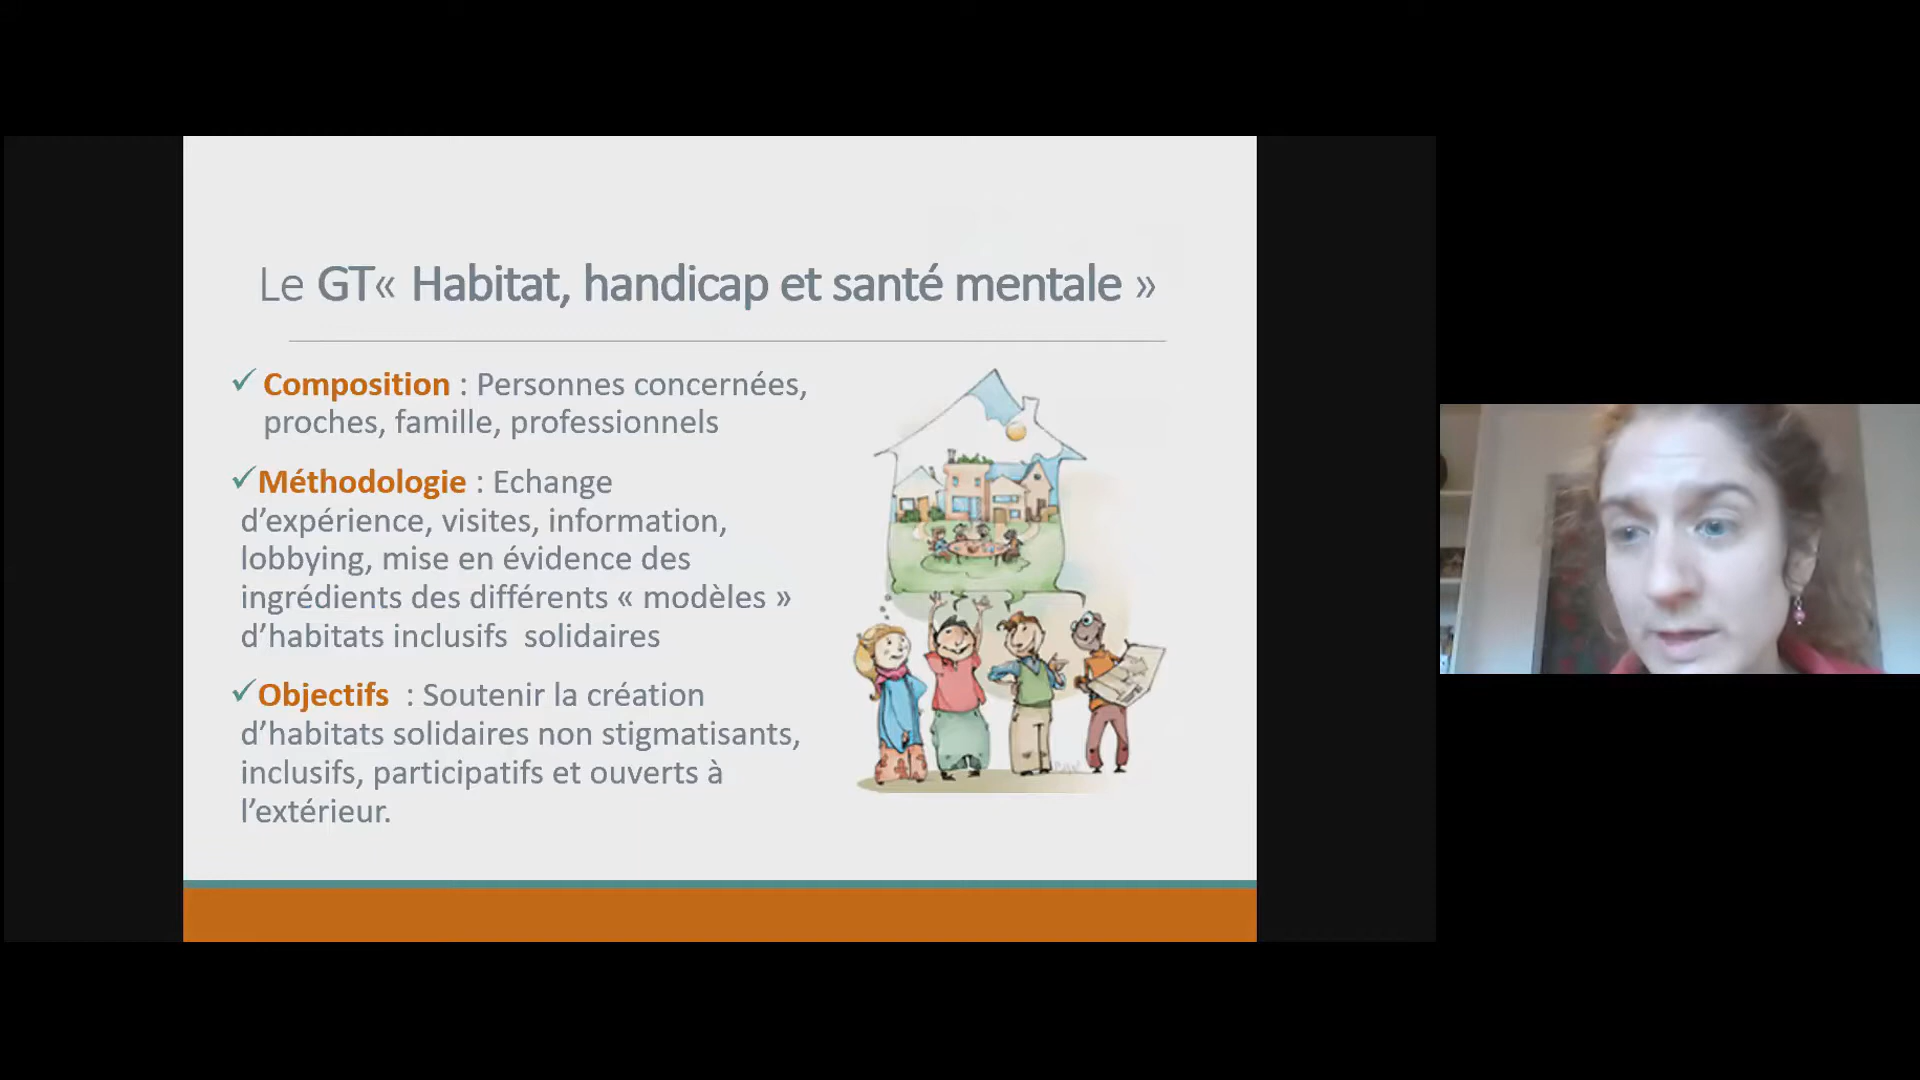 Le GT« Habitat, handicap et santé mentale »
✓ Composition : Personnes concernées,
proches, famille, professionnels
✓Méthodologie : Echange
d’expérience, visites, information,
lobbying, mise en évidence des
ingrédients des différents « modèles »
d’habitats inclusifs  solidaires
✓Objectifs  : Soutenir la création
d’habitats solidaires non stigmatisants,
inclusifs, participatifs et ouverts à
l’extérieur.